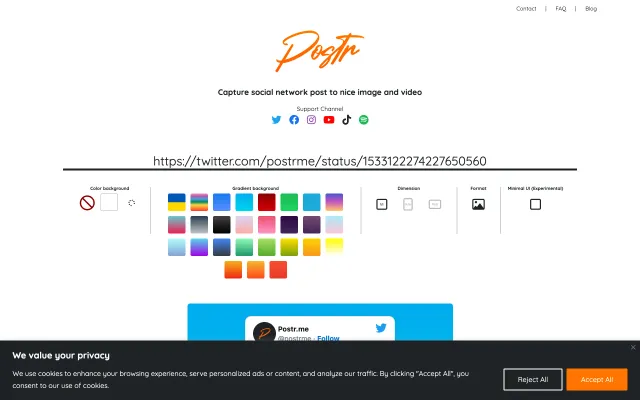 Contact | FAQ | Blog
Postr
Capture social network post to nice image and video
Support Channel
https://twitter.com/postrme/status/1533122274227650560
Color background
Gradient background
Dimension
Format
Minimal UI (Experimental)
Postr.me
@postrme · Follow
We value your privacy
We use cookies to enhance your browsing experience, serve personalized ads or content, and analyze our traffic. By clicking "Accept All", you
consent to our use of cookies.
Reject All
Accept All